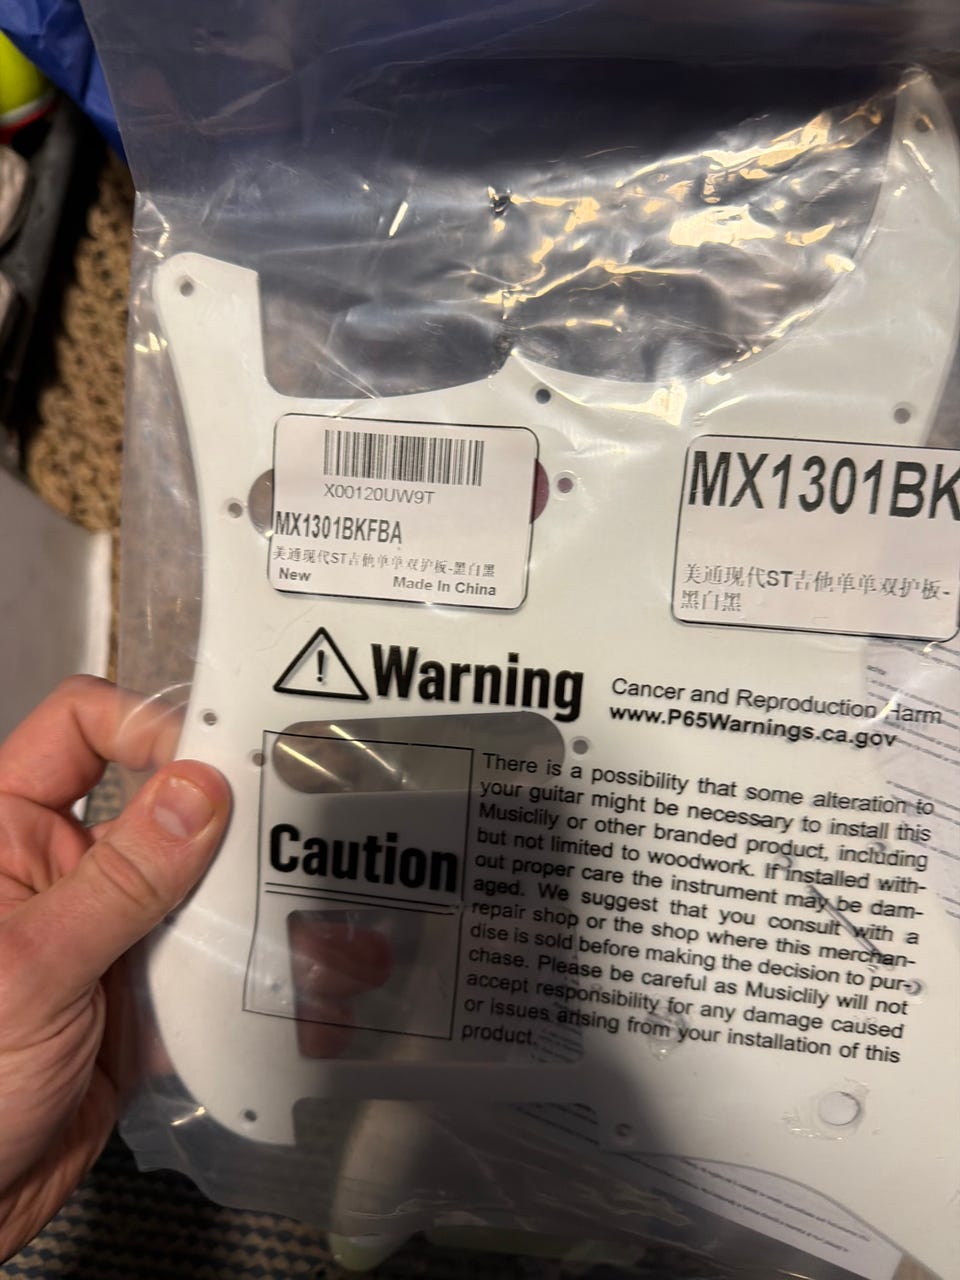 X00120UW9T
MX1301BKFBA
美通现代ST吉他单单双护板-黑白黑
New Made In China
MX1301BK
美通现代ST吉他单单双护板-
黑白黑
Warning
Cancer and Reproduction Harm
www.P65Warnings.ca.gov
Caution
There is a possibility that some alteration to
your guitar might be necessary to install this
Musiclily or other branded product, including
but not limited to woodwork. If installed with-
out proper care the instrument may be dam-
aged. We suggest that you consult with a
repair shop or the shop where this merchan-
dise is sold before making the decision to pur-
chase. Please be careful as Musiclily will not
accept responsibility for any damage caused
or issues arising from your installation of this
product.